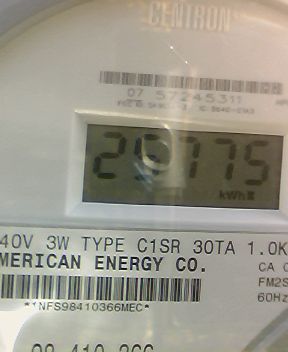 CENTRON
07 57245311
29775
kWh
40V 3W TYPE C1SR 30TA 1.0K
MERICAN ENERGY CO.
CA 0
FM2S
60Hz
*1NFS98410366MEC*